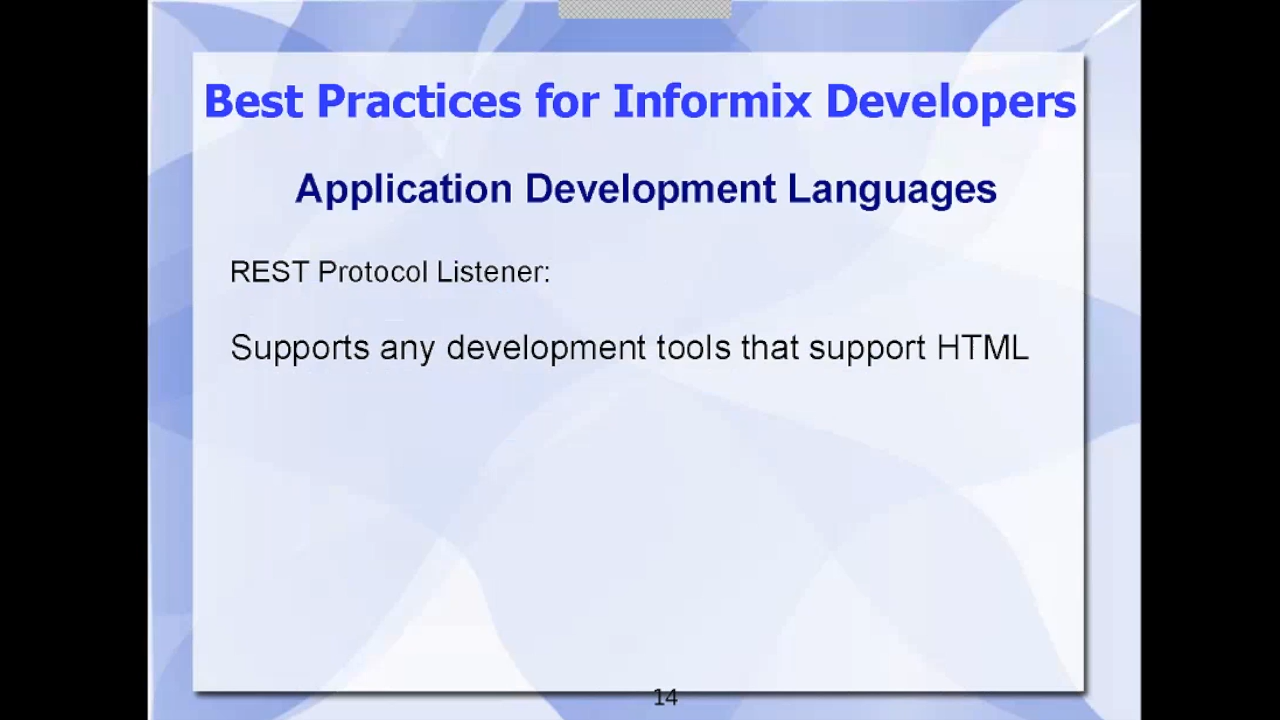 Best Practices for Informix Developers
Application Development Languages
REST Protocol Listener:
Supports any development tools that support HTML
14